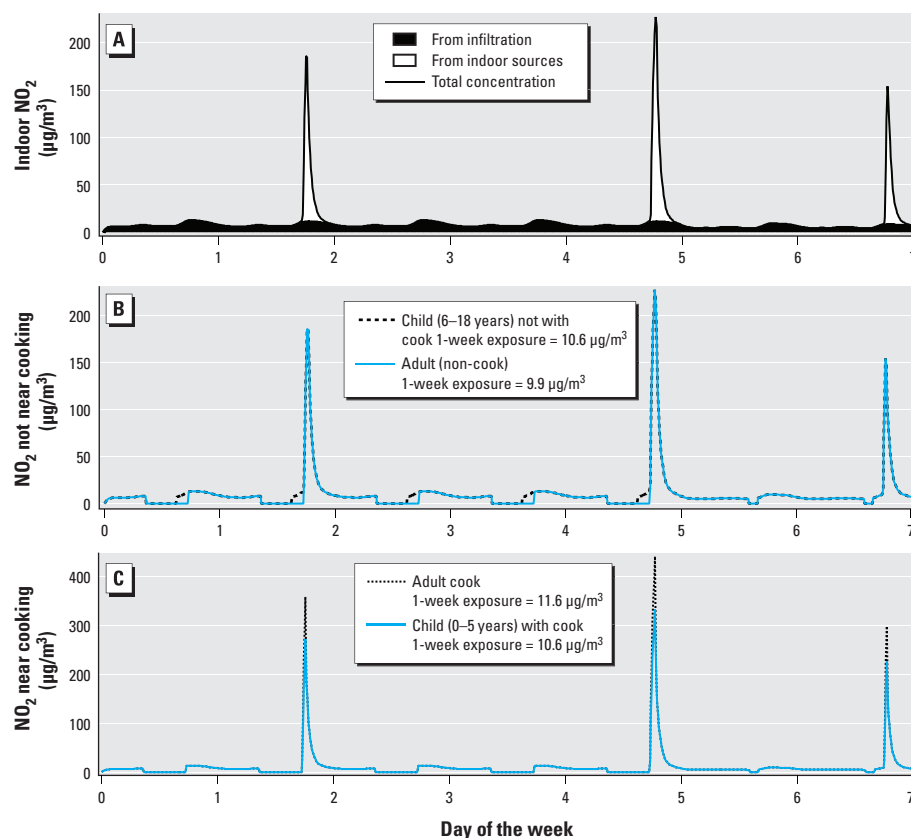 A
From infiltration
From indoor sources
Total concentration
Indoor NO₂
(µg/m³)
200
150
100
50
0
0 1 2 3 4 5 6 7
B
Child (6–18 years) not with
cook 1-week exposure = 10.6 µg/m³
Adult (non-cook)
1-week exposure = 9.9 µg/m³
NO₂ not near cooking
(µg/m³)
200
150
100
50
0
0 1 2 3 4 5 6 7
C
Adult cook
1-week exposure = 11.6 µg/m³
Child (0–5 years) with cook
1-week exposure = 10.6 µg/m³
NO₂ near cooking
(µg/m³)
400
300
200
100
0
0 1 2 3 4 5 6 7
Day of the week